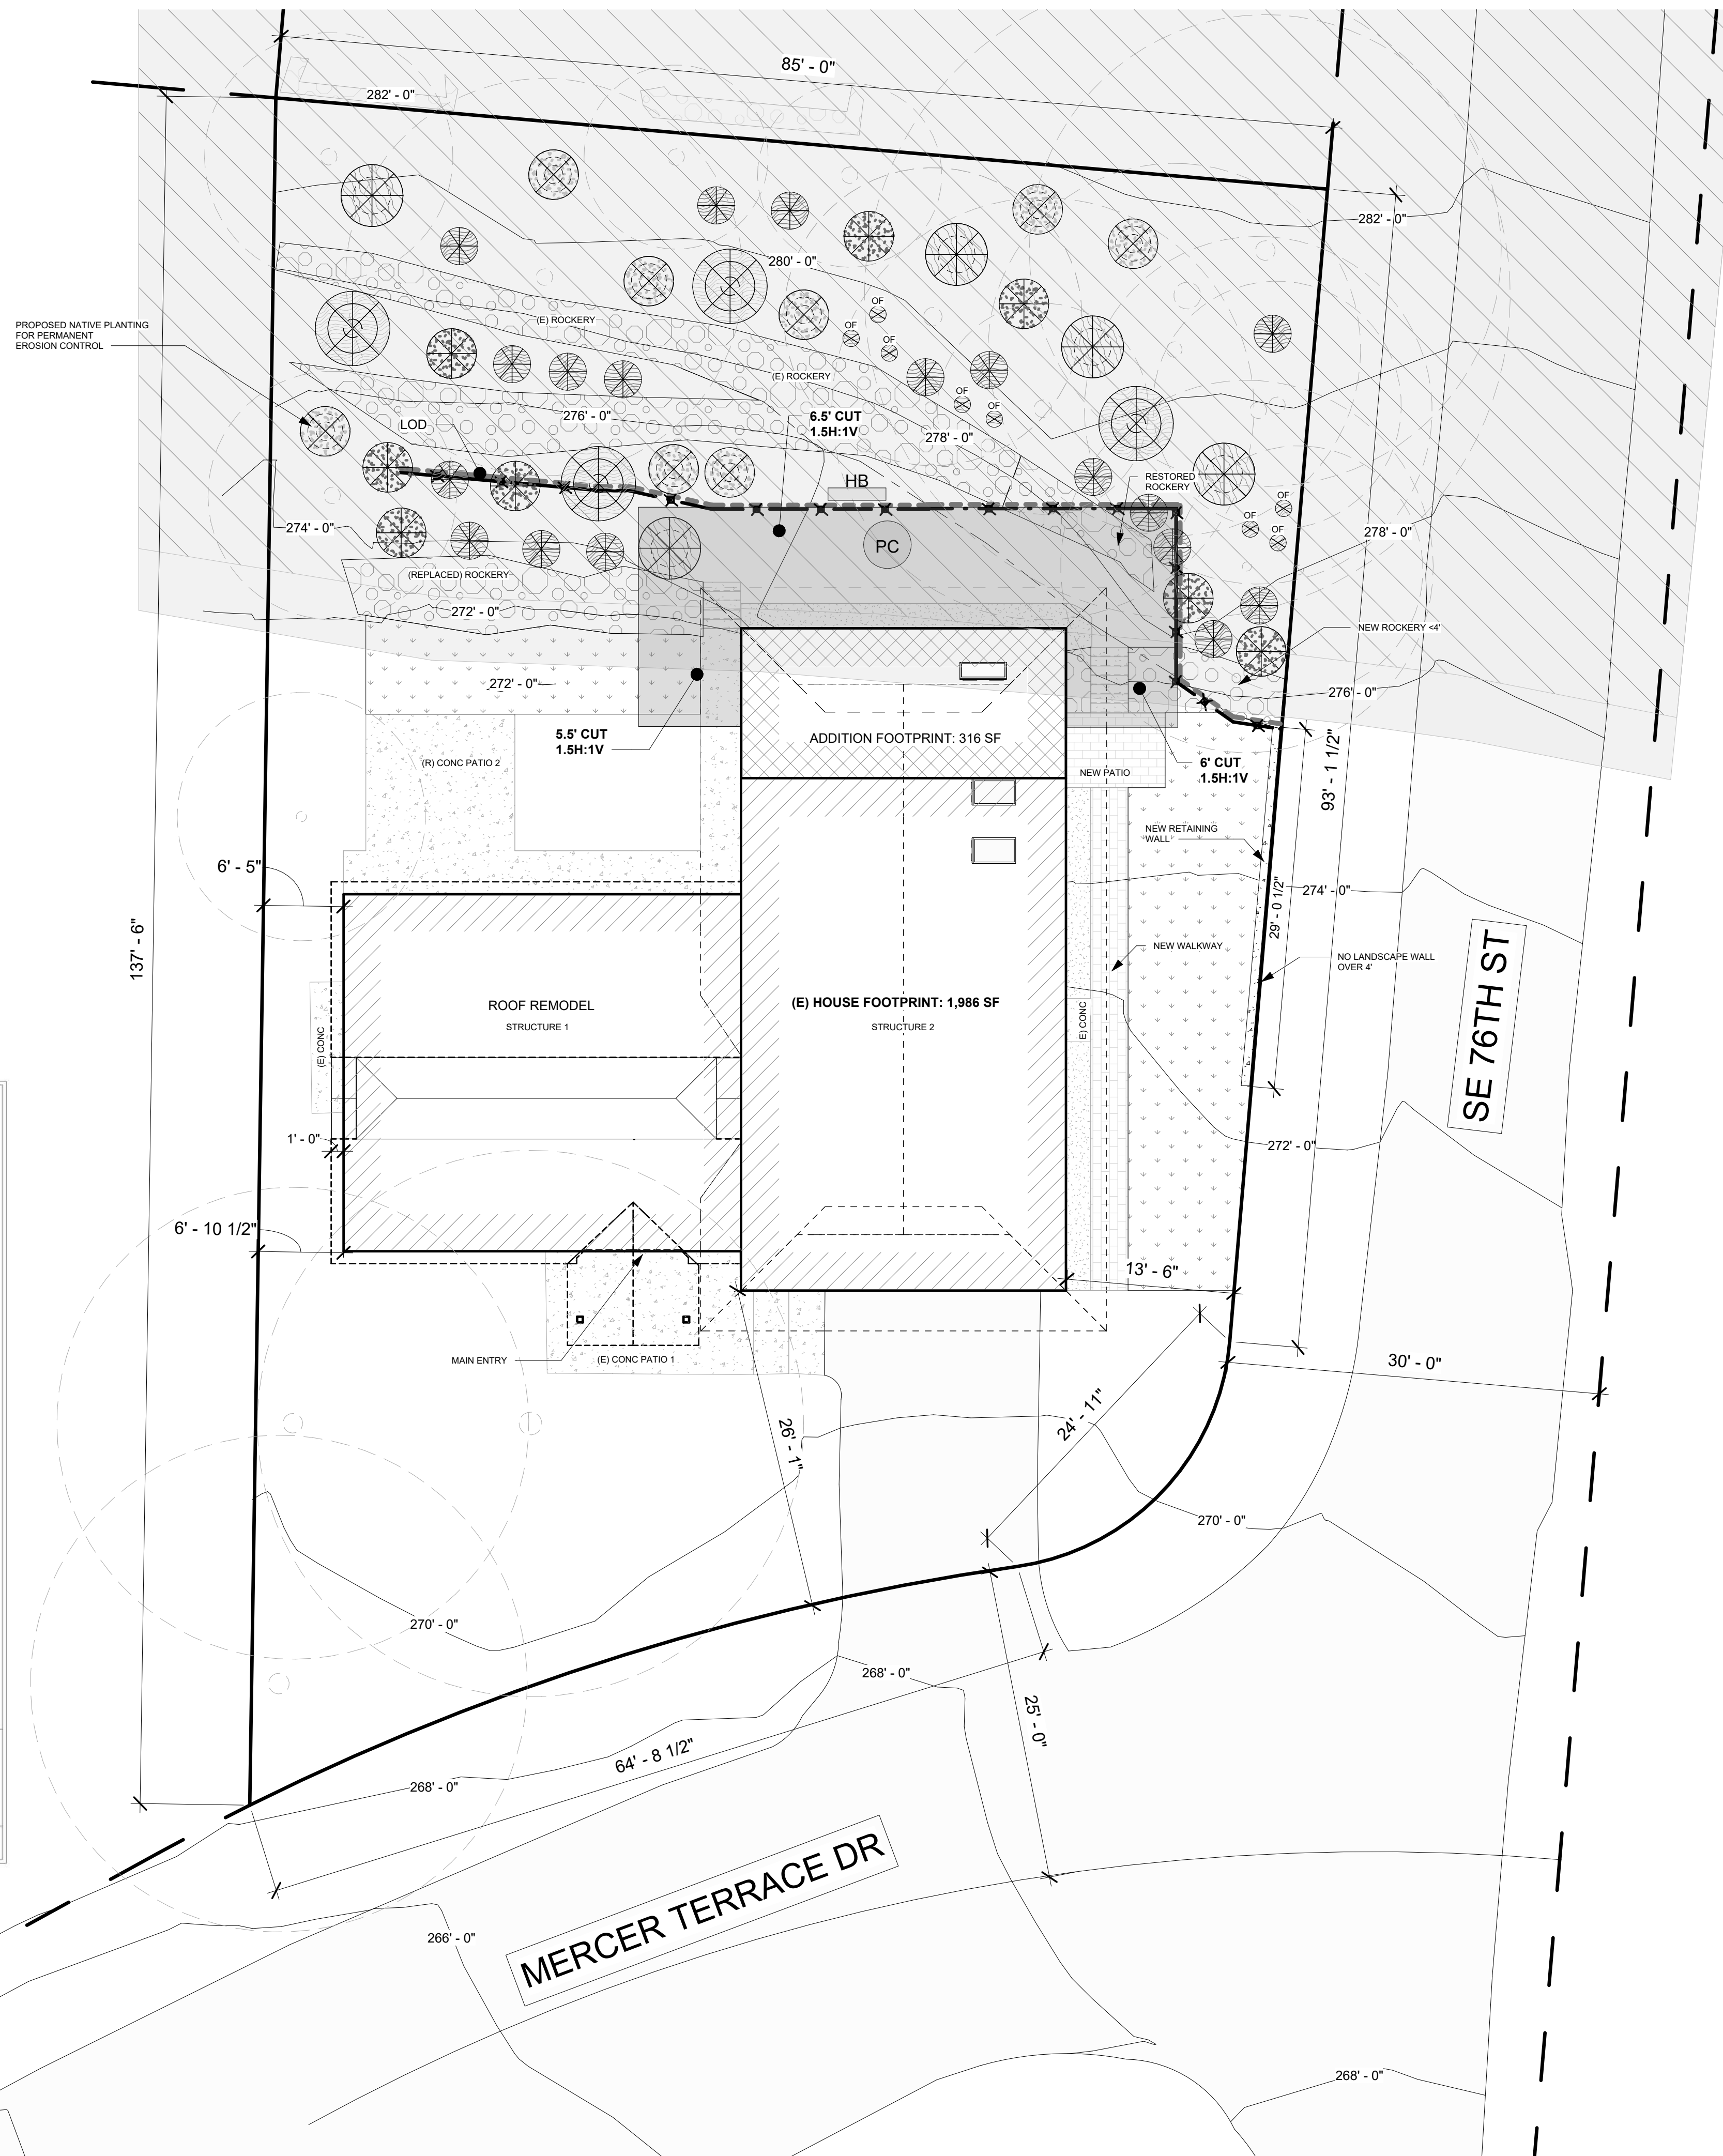 85' - 0"
282' - 0"
282' - 0"
280' - 0"
OF
OF
OF
(E) ROCKERY
PROPOSED NATIVE PLANTING
FOR PERMANENT
EROSION CONTROL
(E) ROCKERY
OF
OF
276' - 0"
6.5' CUT
1.5H:1V
LOD
278' - 0"
HB
RESTORED
ROCKERY
OF
OF
OF
274' - 0"
278' - 0"
PC
(REPLACED) ROCKERY
272' - 0"
NEW ROCKERY <4'
272' - 0"
276' - 0"
5.5' CUT
1.5H:1V
ADDITION FOOTPRINT: 316 SF
(R) CONC PATIO 2
NEW PATIO
6' CUT
1.5H:1V
93' - 1 1/2"
NEW RETAINING
WALL
6' - 5"
274' - 0"
29' - 0 1/2"
137' - 6"
NEW WALKWAY
NO LANDSCAPE WALL
OVER 4'
SE 76TH ST
ROOF REMODEL
STRUCTURE 1
(E) HOUSE FOOTPRINT: 1,986 SF
STRUCTURE 2
(E) CONC
E) CONC
1' - 0"
272' - 0"
6' - 10 1/2"
13' - 6"
MAIN ENTRY
(E) CONC PATIO 1
30' - 0"
24' - 11"
26' - 1"
270' - 0"
270' - 0"
268' - 0"
25' - 0"
64' - 8 1/2"
268' - 0"
MERCER TERRACE DR
266' - 0"
268' - 0"